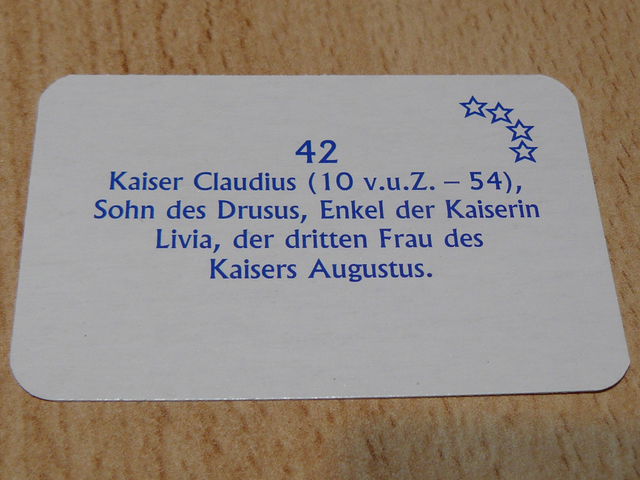 42
Kaiser Claudius (10 v.u.Z. – 54),
Sohn des Drusus, Enkel der Kaiserin
Livia, der dritten Frau des
Kaisers Augustus.